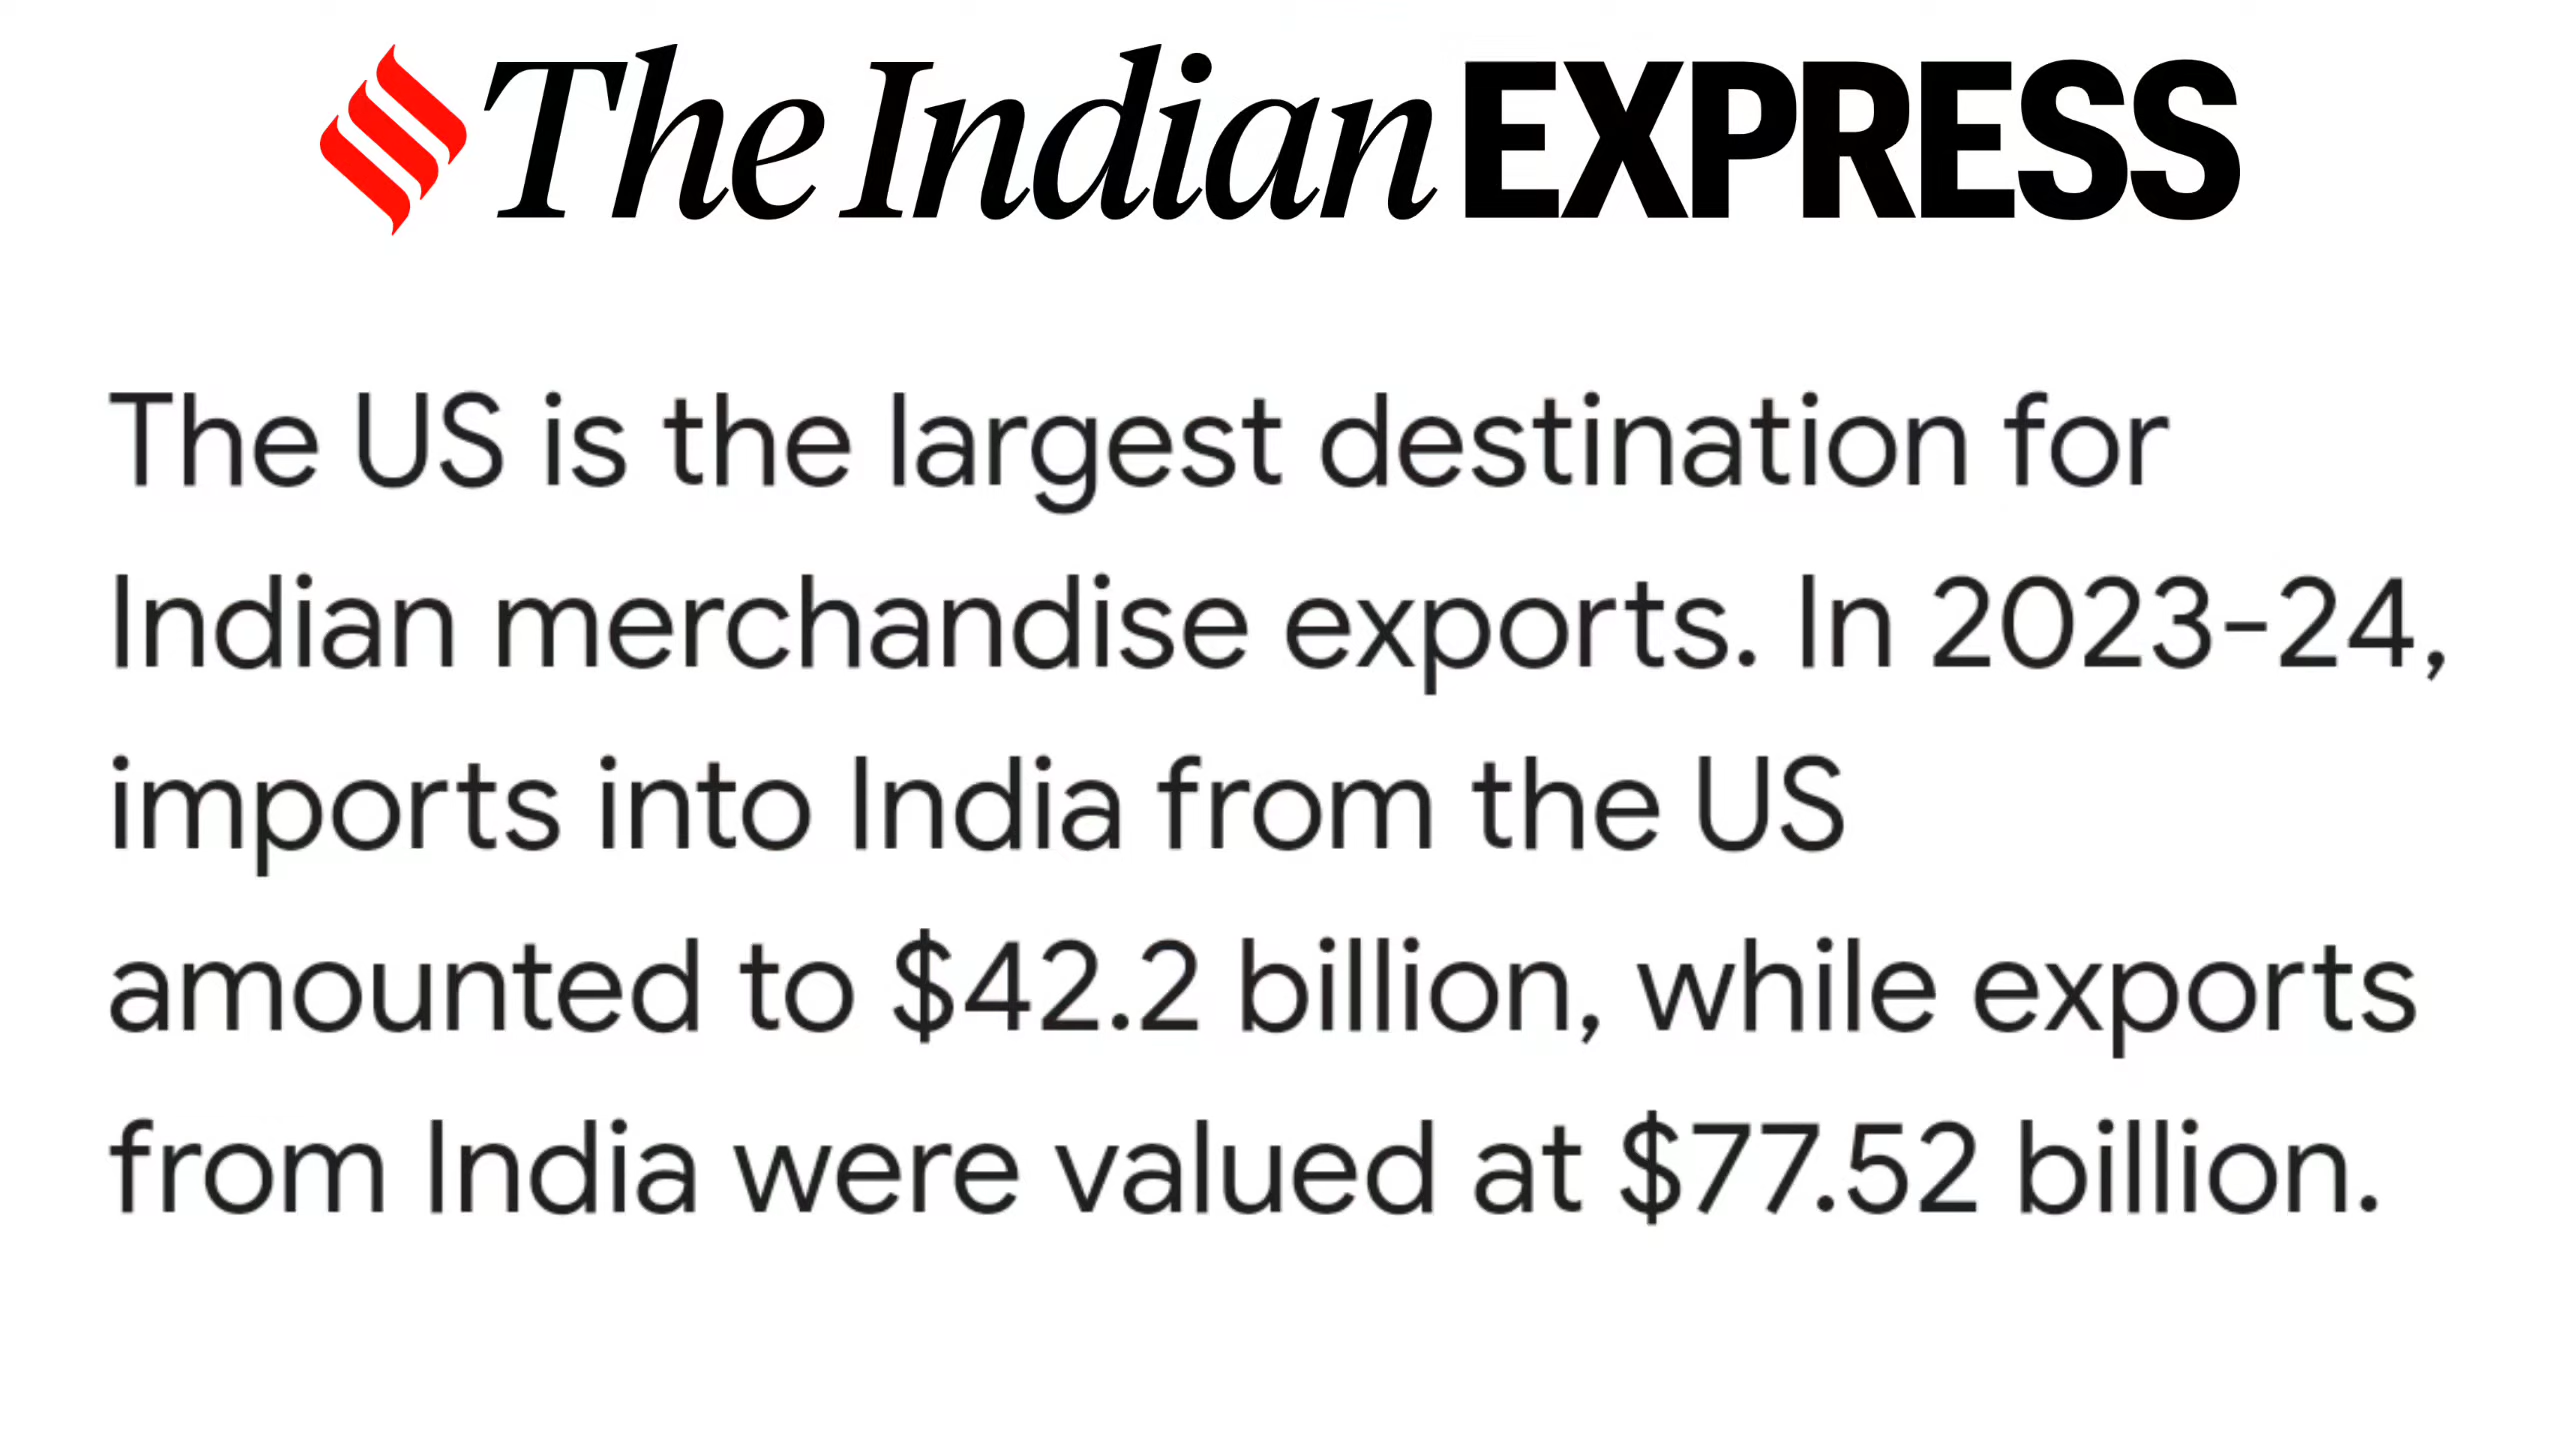 The Indian EXPRESS
The US is the largest destination for
Indian merchandise exports. In 2023-24,
imports into India from the US
amounted to $42.2 billion, while exports
from India were valued at $77.52 billion.